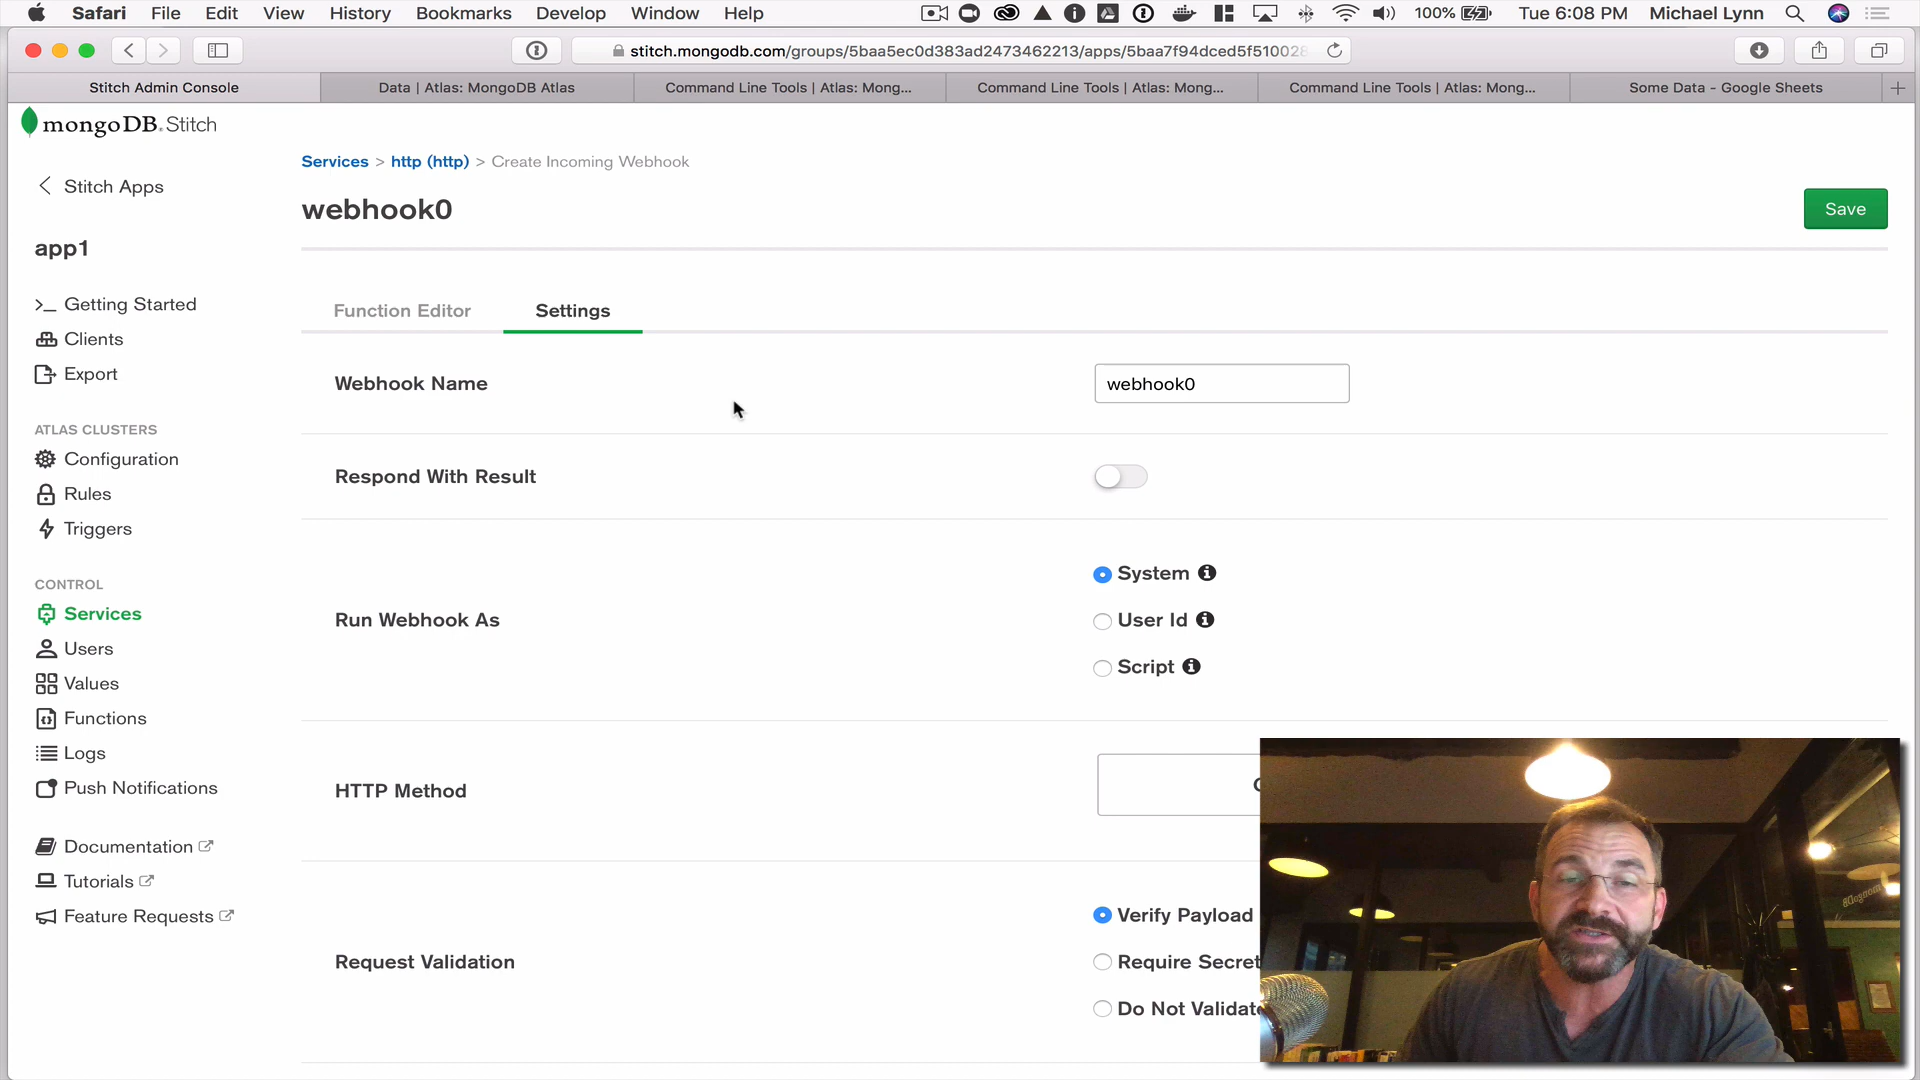 Safari File Edit View History Bookmarks Develop Window Help 100% Tue 6:08 PM Michael Lynn
stitch.mongodb.com/groups/5baa5ec0d383ad2473462213/apps/5baa7f94dced5f51002
Stitch Admin Console Data | Atlas: MongoDB Atlas Command Line Tools | Atlas: Mong... Command Line Tools | Atlas: Mong... Command Line Tools | Atlas: Mong... Some Data - Google Sheets
mongoDB. Stitch
Services > http (http) > Create Incoming Webhook
Stitch Apps
webhook0
Save
app1
Getting Started
Function Editor Settings
Clients
Export
Webhook Name webhook0
ATLAS CLUSTERS
Configuration
Respond With Result
Rules
Triggers
System
CONTROL
Services
Run Webhook As User Id
Users
Script
Values
Functions
Logs
HTTP Method
Push Notifications
Documentation
Tutorials
Feature Requests
Verify Payload
Request Validation Require Secret
Do Not Validate